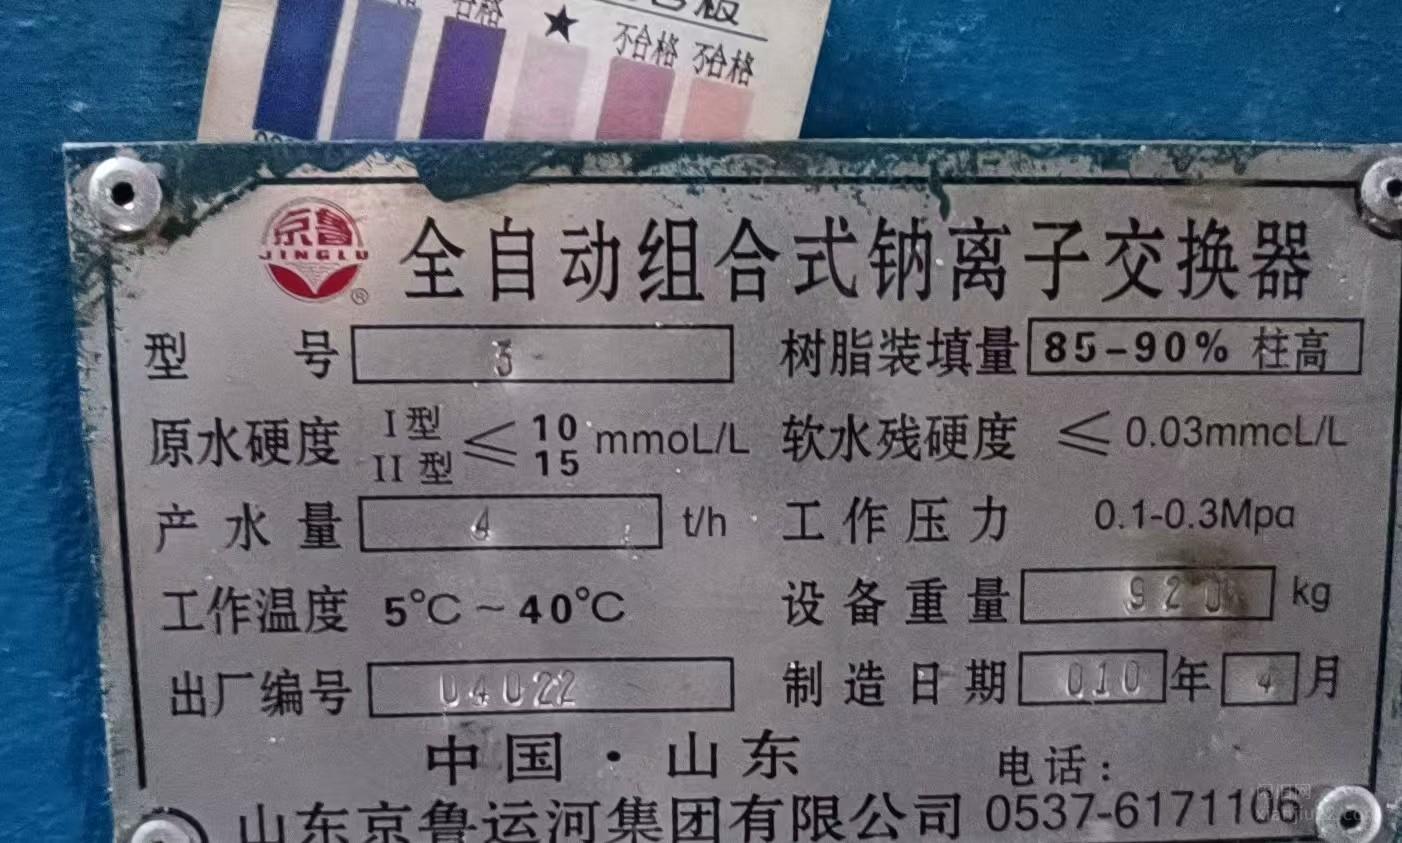 合格
★ 不合格 不合格
京鲁
JINGLU
®
全自动组合式钠离子交换器
型 号 3 树脂装填量 85-90% 柱高
原水硬度 I型 II型 ≤ 10 15 mmoL/L 软水残硬度 ≤0.03mmoL/L
产水量 4 t/h 工作压力 0.1-0.3Mpa
工作温度 5℃~40℃ 设备重量 920 kg
出厂编号 04022 制造日期 010年4月
中国·山东 电话:
山东京鲁运河集团有限公司 0537-6171106